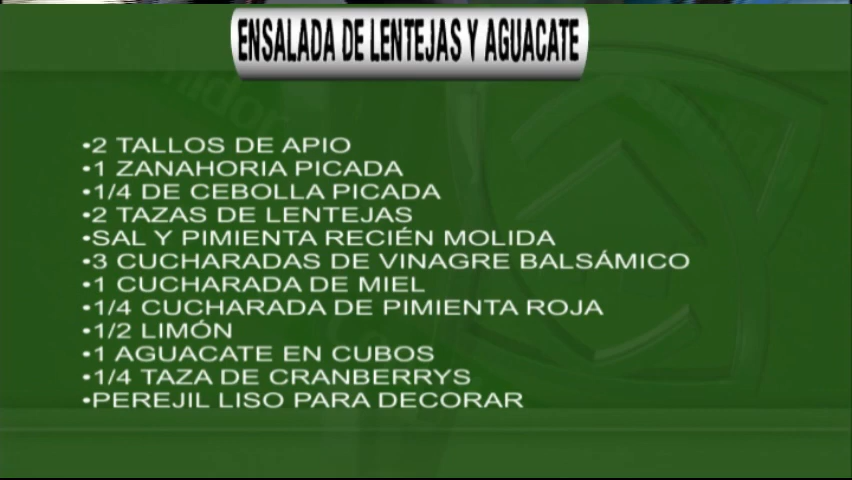 ENSALADA DE LENTEJAS Y AGUACATE
•2 TALLOS DE APIO
•1 ZANAHORIA PICADA
•1/4 DE CEBOLLA PICADA
•2 TAZAS DE LENTEJAS
•SAL Y PIMIENTA RECIÉN MOLIDA
•3 CUCHARADAS DE VINAGRE BALSÁMICO
•1 CUCHARADA DE MIEL
•1/4 CUCHARADA DE PIMIENTA ROJA
•1/2 LIMÓN
•1 AGUACATE EN CUBOS
•1/4 TAZA DE CRANBERRYS
•PEREJIL LISO PARA DECORAR